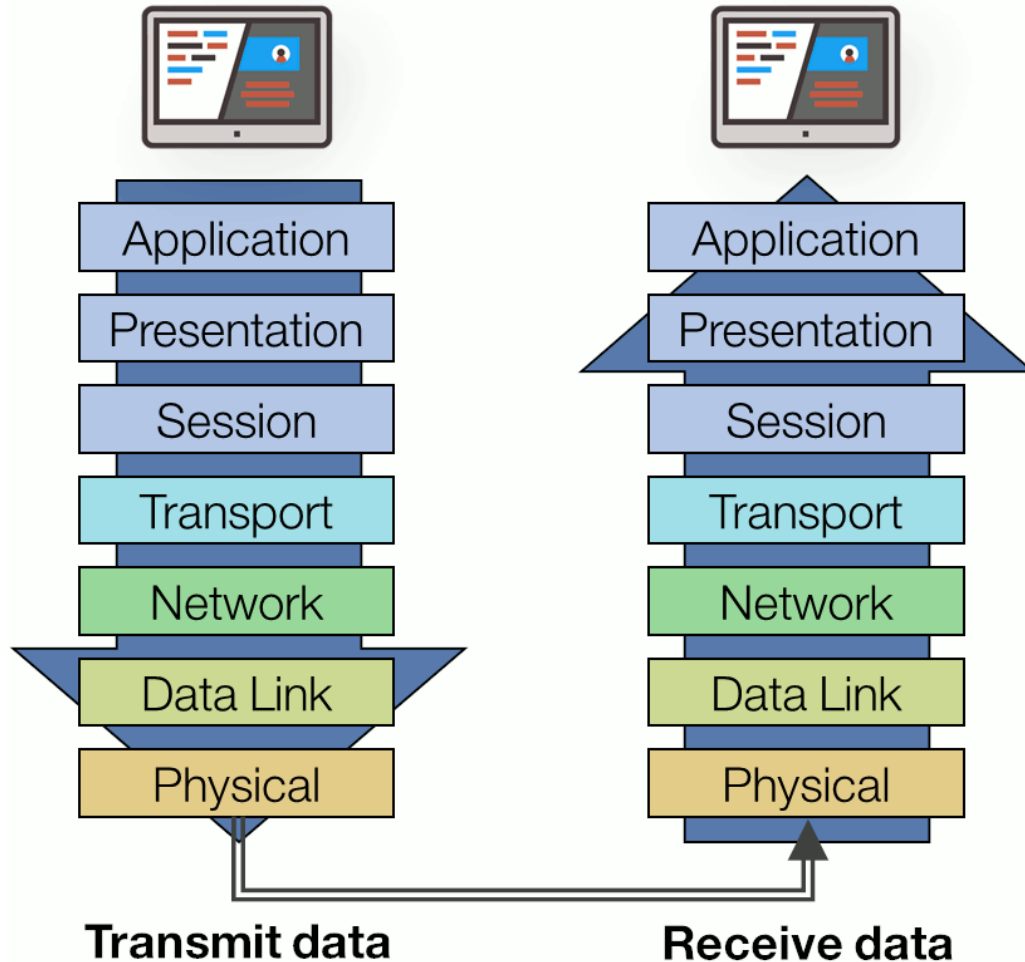 Application
Presentation
Session
Transport
Network
Data Link
Physical
Transmit data
Application
Presentation
Session
Transport
Network
Data Link
Physical
Receive data